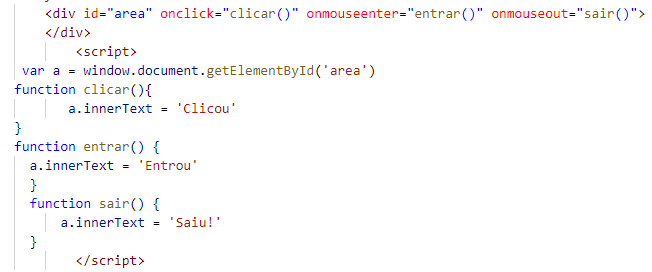 <div id="area" onclick="clicar()" onmouseenter="entrar()" onmouseout="sair()">
</div>
<script>
var a = window.document.getElementById('area')
function clicar(){
a.innerText = 'Clicou'
}
function entrar() {
a.innerText = 'Entrou'
}
function sair() {
a.innerText = 'Saiu!'
}
</script>